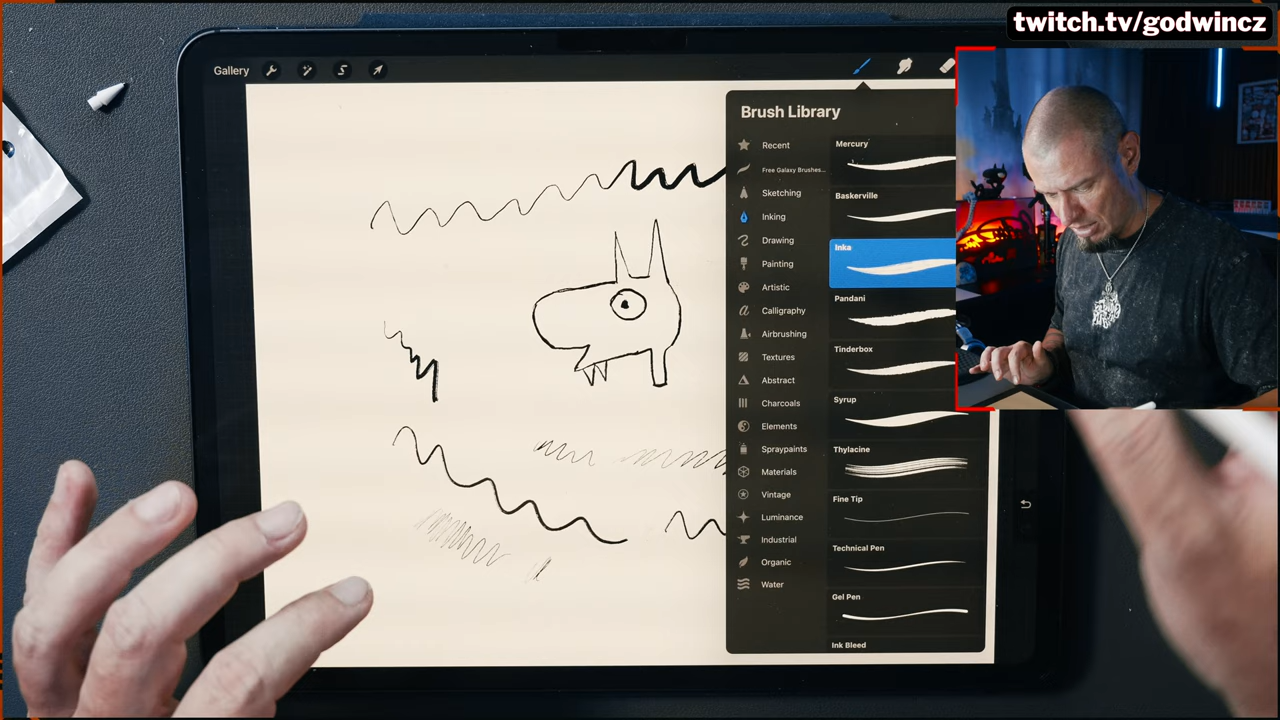 twitch.tv/godwincz
Gallery
Brush Library
Recent
Free Galaxy Brushes...
Sketching
Inking
Drawing
Painting
Artistic
Calligraphy
Airbrushing
Textures
Abstract
Charcoals
Elements
Spraypaints
Materials
Vintage
Luminance
Industrial
Organic
Water
Mercury
Baskerville
Inka
Pandani
Tinderbox
Syrup
Thylacine
Fine Tip
Technical Pen
Gel Pen
Ink Bleed